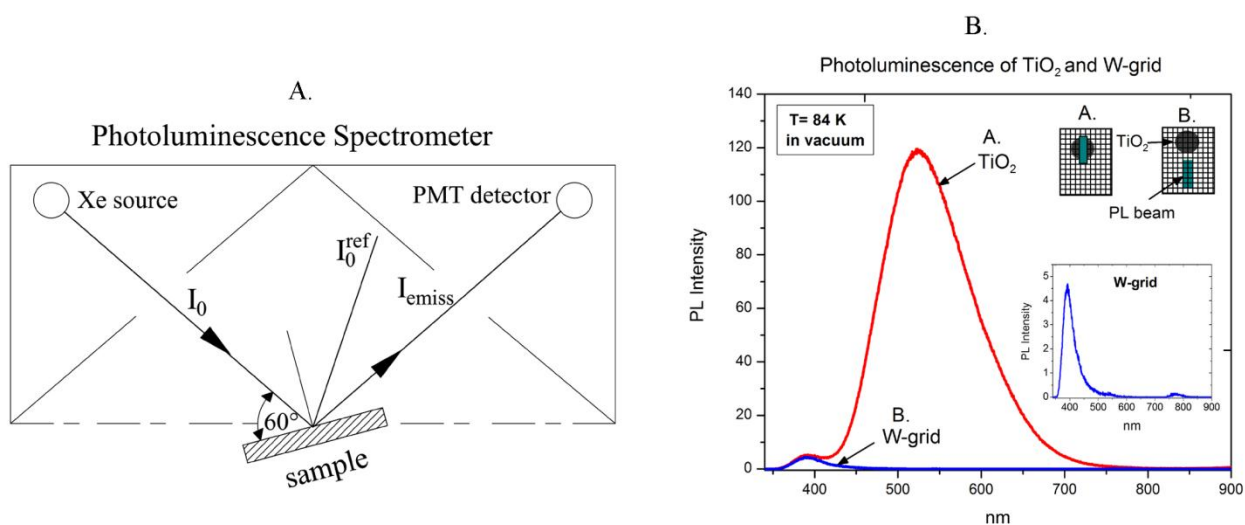 A.
Photoluminescence Spectrometer
Xe source
PMT detector
I₀
I₀ʳᵉᶠ
Iₑₘᵢₛₛ
60°
sample
B.
Photoluminescence of TiO₂ and W-grid
PL Intensity
140
120
100
80
60
40
20
0
T= 84 K
in vacuum
A.
TiO₂
A.
B.
TiO₂
PL beam
W-grid
PL Intensity
5
4
3
2
1
0
400 500 600 700 800 900
nm
B.
W-grid
400 500 600 700 800 900
nm